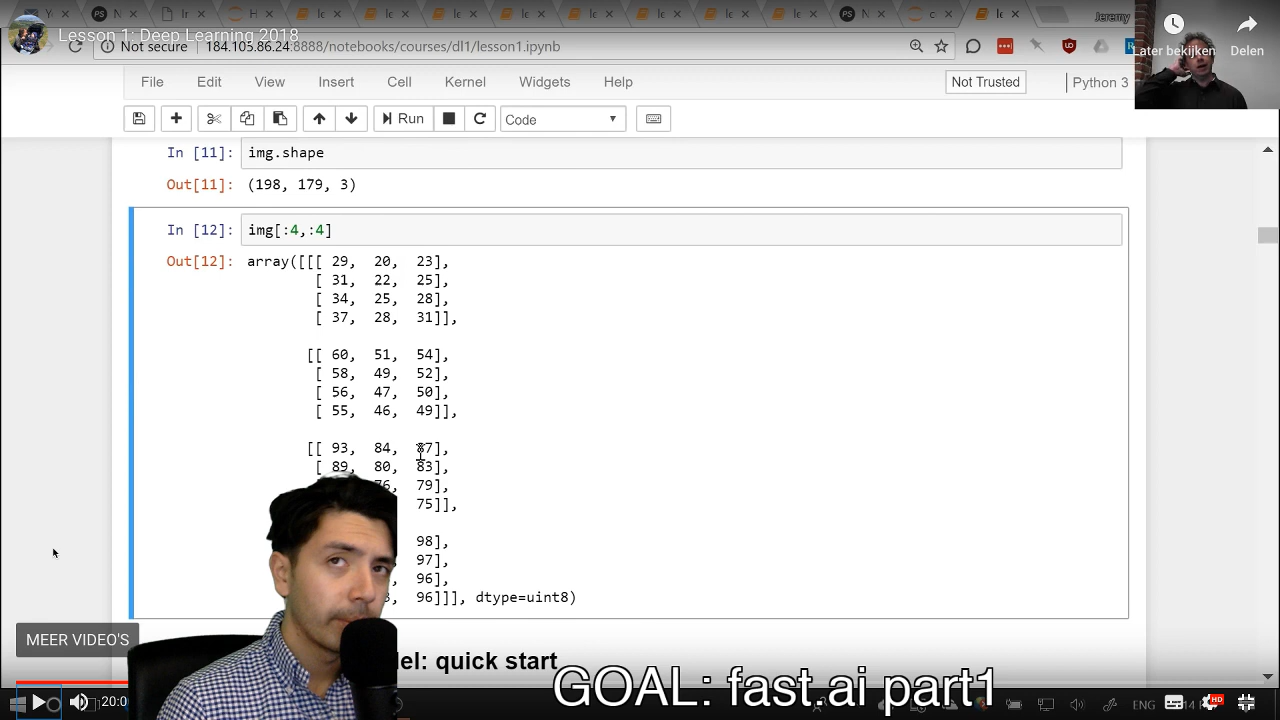 Lesson 1: Deep Learning 2018
Not secure 184.105.86.24:8888/notebooks/courses/dl1/lesson1.ipynb
Jeremy
Later bekijken
Delen
File Edit View Insert Cell Kernel Widgets Help
Not Trusted
Python 3
Run
Code
In [11]: img.shape
Out[11]: (198, 179, 3)
In [12]: img[:4,:4]
Out[12]: array([[[ 29, 20, 23],
[ 31, 22, 25],
[ 34, 25, 28],
[ 37, 28, 31]],
[[ 60, 51, 54],
[ 58, 49, 52],
[ 56, 47, 50],
[ 55, 46, 49]],
[[ 93, 84, 87],
[ 89, 80, 83],
76, 79],
75]],
98],
97],
96],
96]]], dtype=uint8)
MEER VIDEO'S
quick start
GOAL: fast.ai part1
20:0
ENG
HD